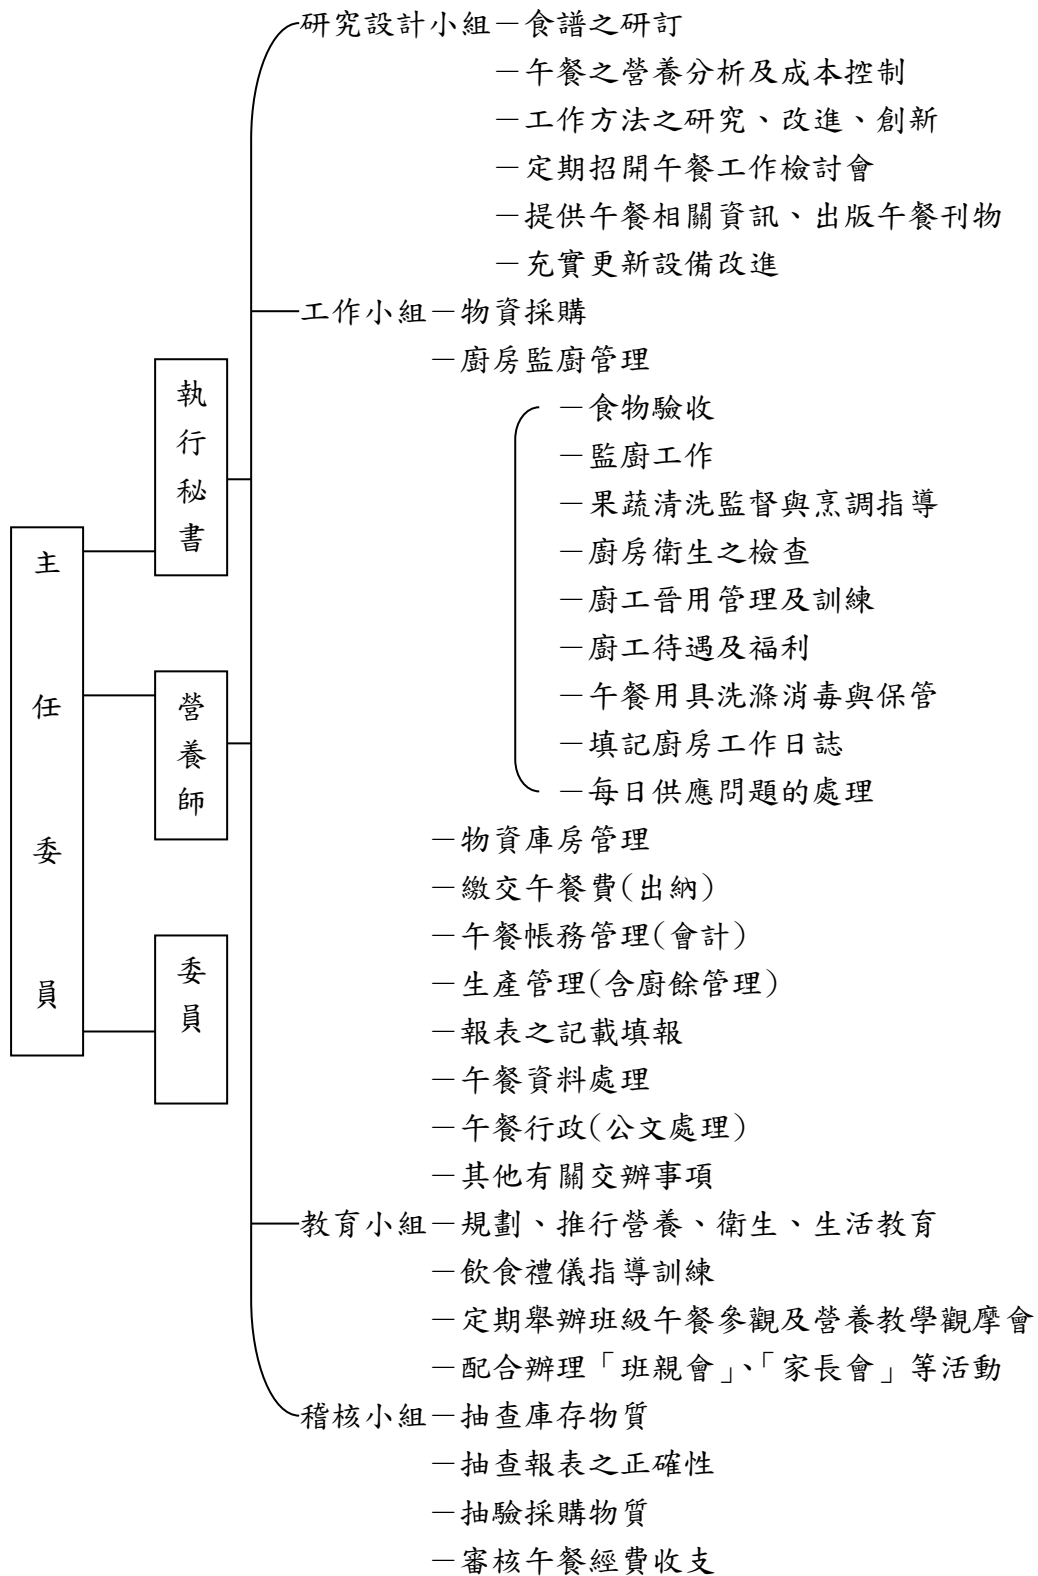 研究設計小組－食譜之研訂
－午餐之營養分析及成本控制
－工作方法之研究、改進、創新
－定期招開午餐工作檢討會
－提供午餐相關資訊、出版午餐刊物
－充實更新設備改進
工作小組－物資採購
－廚房監廚管理
－食物驗收
－監廚工作
－果蔬清洗監督與烹調指導
－廚房衛生之檢查
－廚工晉用管理及訓練
－廚工待遇及福利
－午餐用具洗滌消毒與保管
－填記廚房工作日誌
－每日供應問題的處理
－物資庫房管理
－繳交午餐費(出納)
－午餐帳務管理(會計)
－生產管理(含廚餘管理)
－報表之記載填報
－午餐資料處理
－午餐行政(公文處理)
－其他有關交辦事項
教育小組－規劃、推行營養、衛生、生活教育
－飲食禮儀指導訓練
－定期舉辦班級午餐參觀及營養教學觀摩會
－配合辦理「班親會」、「家長會」等活動
稽核小組－抽查庫存物質
－抽查報表之正確性
－抽驗採購物質
－審核午餐經費收支
執行秘書
營養師
委員
主任委員